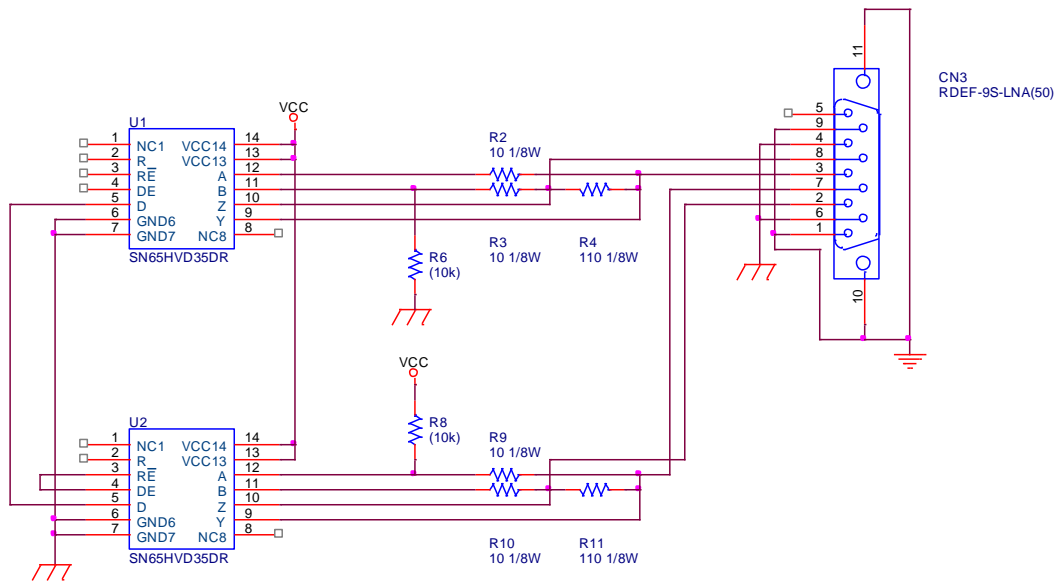 CN3
RDEF-9S-LNA(50)
11
5
9
4
8
3
7
2
6
1
10
VCC
U1
1 NC1 VCC14 14
2 R VCC13 13
3 RE A 12
4 DE B 11
5 D Z 10
6 GND6 Y 9
7 GND7 NC8 8
SN65HVD35DR
R2
10 1/8W
R3
10 1/8W
R4
110 1/8W
R6
(10k)
VCC
R8
(10k)
U2
1 NC1 VCC14 14
2 R VCC13 13
3 RE A 12
4 DE B 11
5 D Z 10
6 GND6 Y 9
7 GND7 NC8 8
SN65HVD35DR
R9
10 1/8W
R10
10 1/8W
R11
110 1/8W